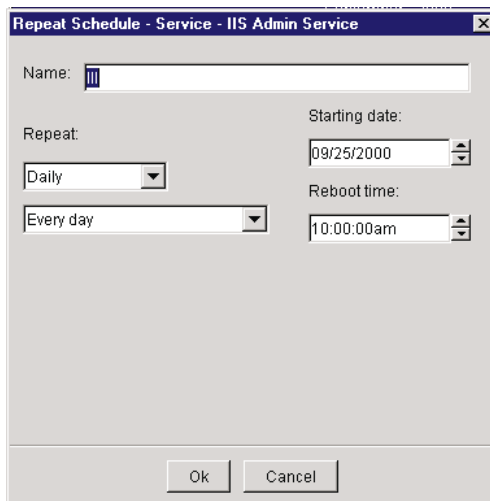 Repeat Schedule - Service - IIS Admin Service
Name:
Starting date:
Repeat:
09/25/2000
Daily
Reboot time:
Every day
10:00:00am
Ok
Cancel